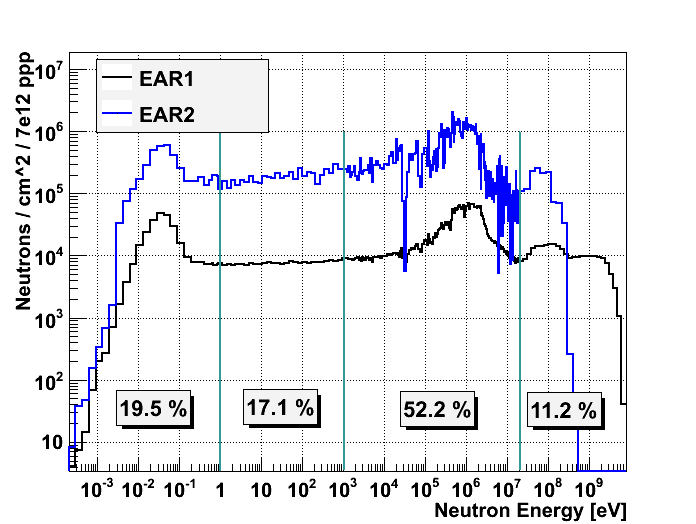 Neutrons / cm^2 / 7e12 ppp
EAR1
EAR2
10^7
10^6
10^5
10^4
10^3
10^2
10
19.5 %
17.1 %
52.2 %
11.2 %
10^-3 10^-2 10^-1 1 10 10^2 10^3 10^4 10^5 10^6 10^7 10^8 10^9
Neutron Energy [eV]